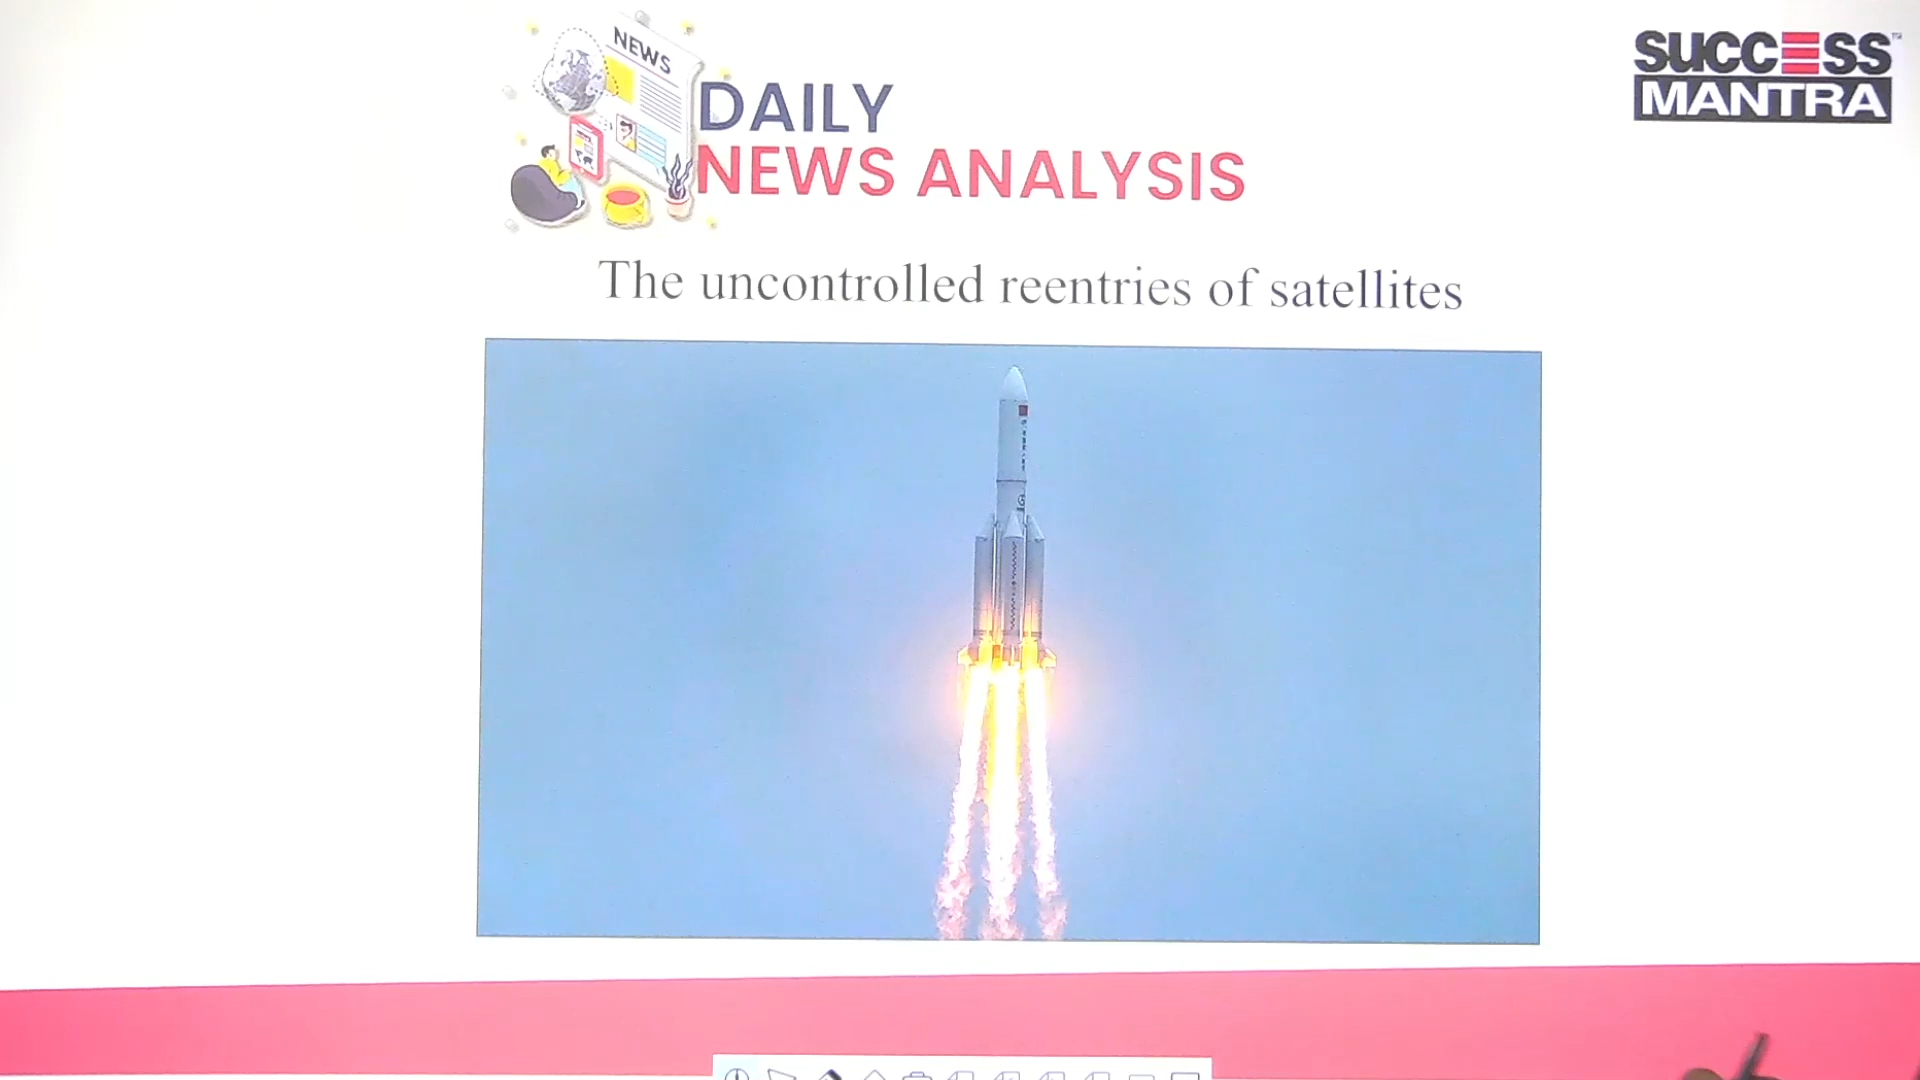 NEWS
DAILY
NEWS ANALYSIS
SUCCESS
MANTRA
The uncontrolled reentries of satellites